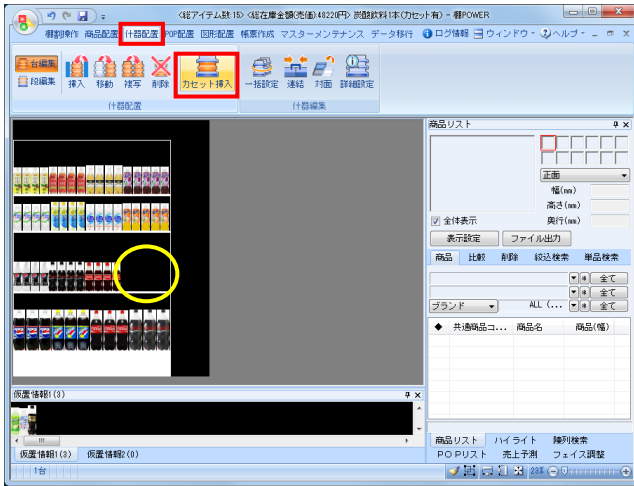 <総アイテム数:15> <総在庫金額(売価):48220円> 炭酸飲料1本(カセット有) - 棚POWER
棚割操作 商品配置 什器配置 POP配置 図形配置 帳票作成 マスターメンテナンス データ移行 ログ情報 ウィンドウ ヘルプ
台編集
段編集
挿入 移動 複写 削除 カセット挿入 一括設定 連結 対面 詳細設定
什器配置 什器編集
商品リスト
正面
幅(mm)
高さ(mm)
全体表示 奥行(mm)
表示設定 ファイル出力
商品 比較 削除 絞込検索 単品検索
* 全て
* 全て
ブランド ALL (... * 全て
◆ 共通商品コ... 商品名 商品(幅)
仮置情報1(3)
商品リスト ハイライト 陳列検索
仮置情報1(3) 仮置情報2(0) POPリスト 売上予測 フェイス調整
1台 23%